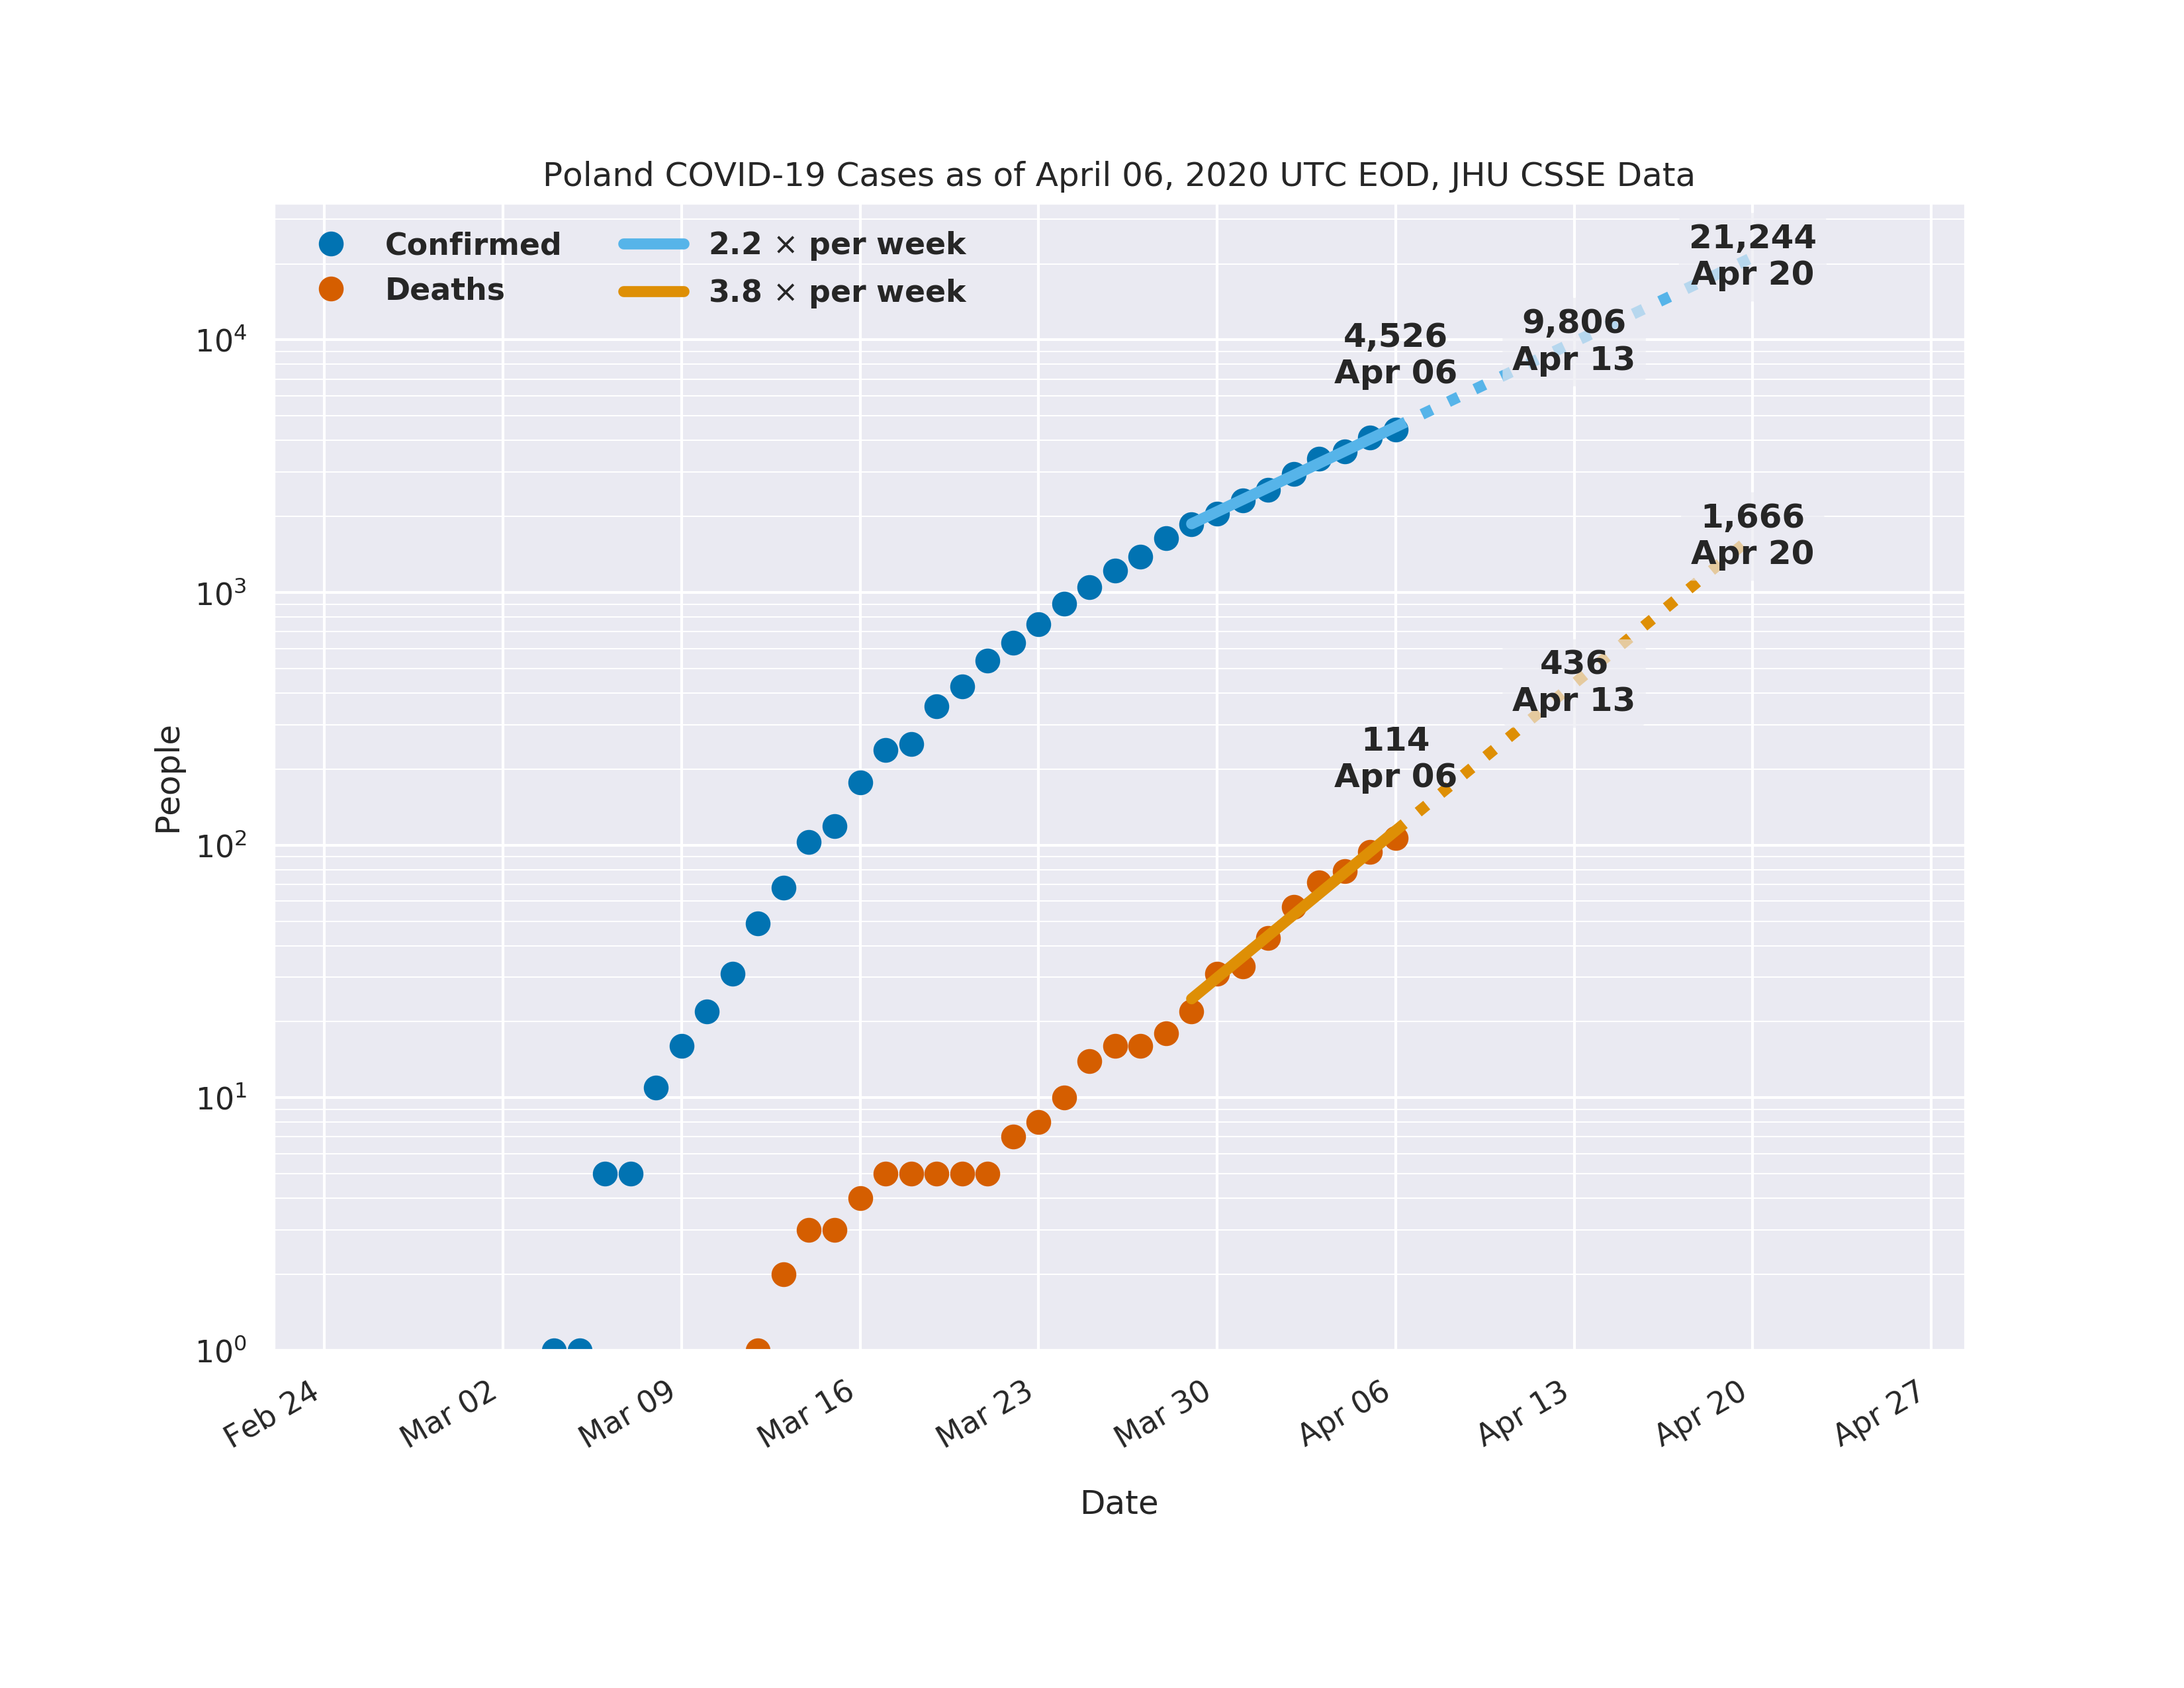 Poland COVID-19 Cases as of April 06, 2020 UTC EOD, JHU CSSE Data
Confirmed
Deaths
2.2 × per week
3.8 × per week
21,244
Apr 20
9,806
Apr 13
4,526
Apr 06
1,666
Apr 20
436
Apr 13
114
Apr 06
People
10⁴
10³
10²
10¹
10⁰
Feb 24
Mar 02
Mar 09
Mar 16
Mar 23
Mar 30
Apr 06
Apr 13
Apr 20
Apr 27
Date